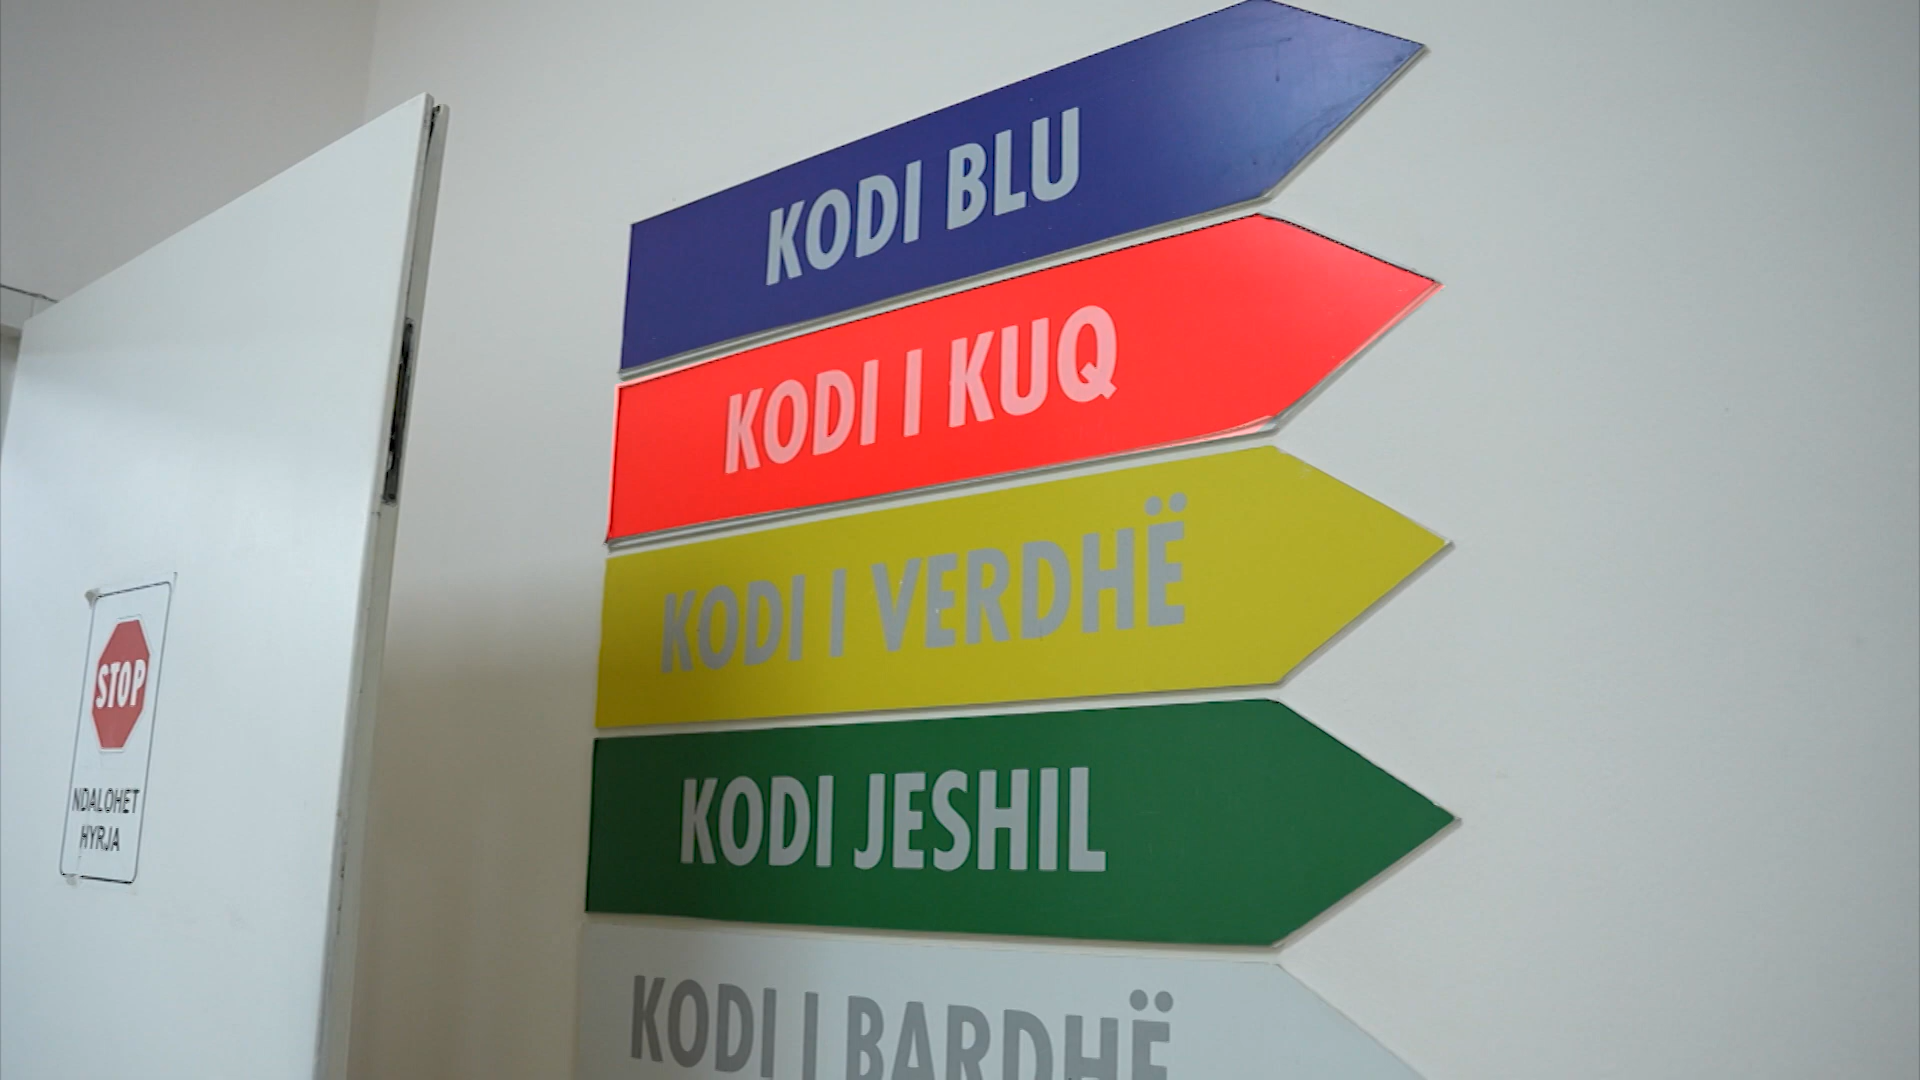 KODI BLU
KODI I KUQ
KODI I VERDHË
KODI JESHIL
KODI I BARDHË
STOP
NDALOHET
HYRJA